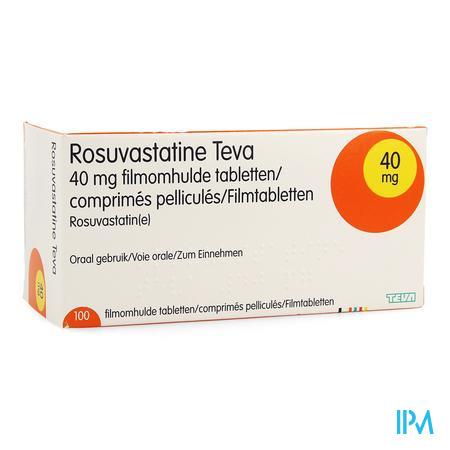 Rosuvastatine Teva
40 mg filmomhulde tabletten/
comprimés pelliculés/Filmtabletten
Rosuvastatin(e)
Oraal gebruik/Voie orale/Zum Einnehmen
100 filmomhulde tabletten/comprimés pelliculés/Filmtabletten
40
mg
TEVA
Rosuvastatine Teva
40
mg
IPM